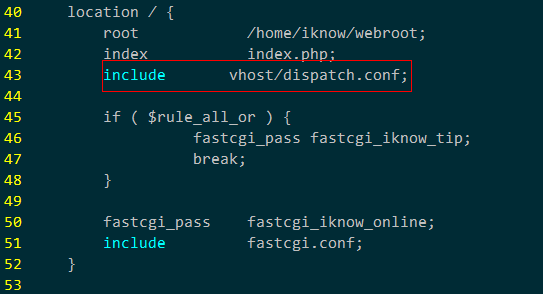 40 location / {
41 root /home/iknow/webroot;
42 index index.php;
43 include vhost/dispatch.conf;
44
45 if ( $rule_all_or ) {
46 fastcgi_pass fastcgi_iknow_tip;
47 break;
48 }
49
50 fastcgi_pass fastcgi_iknow_online;
51 include fastcgi.conf;
52 }
53